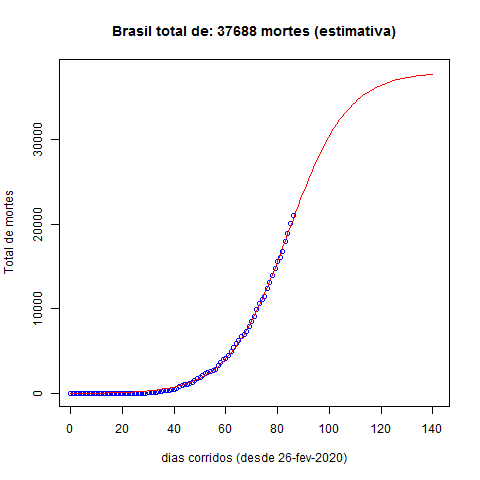 Brasil total de: 37688 mortes (estimativa)
Total de mortes
30000
20000
10000
0
0 20 40 60 80 100 120 140
dias corridos (desde 26-fev-2020)